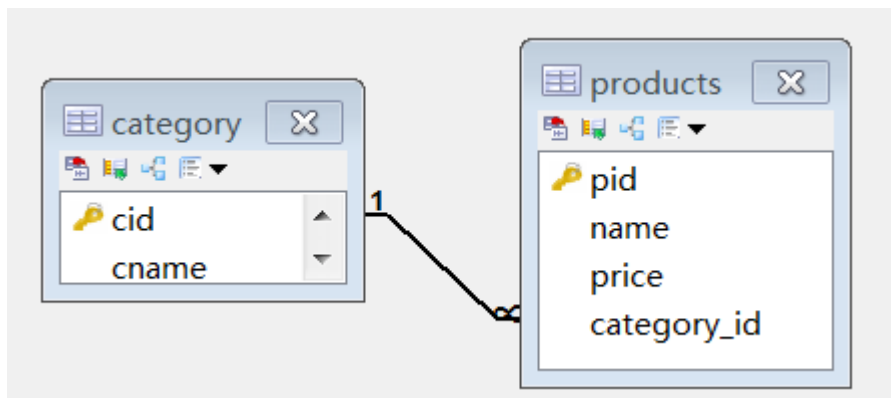 category
cid
cname
1
products
pid
name
price
category_id